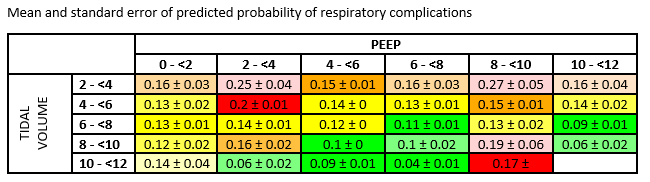 Mean and standard error of predicted probability of respiratory complications
PEEP
0 - <2 2 - <4 4 - <6 6 - <8 8 - <10 10 - <12
TIDAL VOLUME
2 - <4 0.16 ± 0.03 0.25 ± 0.04 0.15 ± 0.01 0.16 ± 0.03 0.27 ± 0.05 0.16 ± 0.04
4 - <6 0.13 ± 0.02 0.2 ± 0.01 0.14 ± 0 0.13 ± 0.01 0.15 ± 0.01 0.14 ± 0.02
6 - <8 0.13 ± 0.01 0.14 ± 0.01 0.12 ± 0 0.11 ± 0.01 0.13 ± 0.02 0.09 ± 0.01
8 - <10 0.12 ± 0.02 0.16 ± 0.02 0.1 ± 0 0.1 ± 0.02 0.19 ± 0.06 0.06 ± 0.02
10 - <12 0.14 ± 0.04 0.06 ± 0.02 0.09 ± 0.01 0.04 ± 0.01 0.17 ±